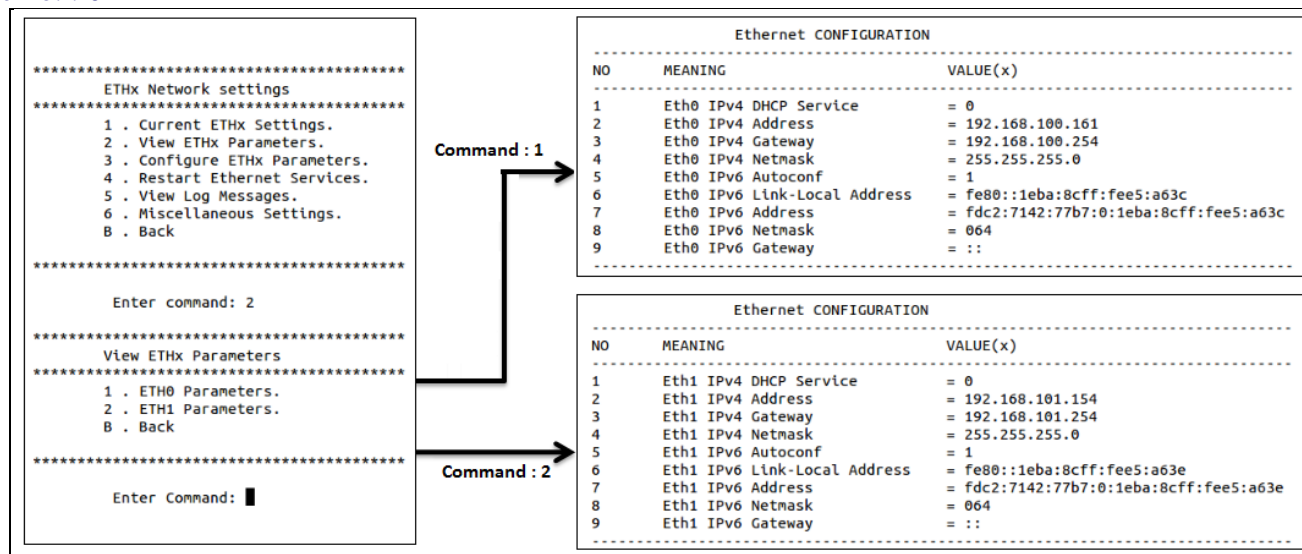 ******************************************
ETHx Network settings
******************************************
1 . Current ETHx Settings.
2 . View ETHx Parameters.
3 . Configure ETHx Parameters.
4 . Restart Ethernet Services.
5 . View Log Messages.
6 . Miscellaneous Settings.
B . Back
******************************************
Enter command: 2
******************************************
View ETHx Parameters
******************************************
1 . ETH0 Parameters.
2 . ETH1 Parameters.
B . Back
******************************************
Enter Command:
Command : 1
Ethernet CONFIGURATION
--------------------------------------------------------------------------------
NO MEANING VALUE(x)
--------------------------------------------------------------------------------
1 Eth0 IPv4 DHCP Service = 0
2 Eth0 IPv4 Address = 192.168.100.161
3 Eth0 IPv4 Gateway = 192.168.100.254
4 Eth0 IPv4 Netmask = 255.255.255.0
5 Eth0 IPv6 Autoconf = 1
6 Eth0 IPv6 Link-Local Address = fe80::1eba:8cff:fee5:a63c
7 Eth0 IPv6 Address = fdc2:7142:77b7:0:1eba:8cff:fee5:a63c
8 Eth0 IPv6 Netmask = 064
9 Eth0 IPv6 Gateway = ::
--------------------------------------------------------------------------------
Command : 2
Ethernet CONFIGURATION
--------------------------------------------------------------------------------
NO MEANING VALUE(x)
--------------------------------------------------------------------------------
1 Eth1 IPv4 DHCP Service = 0
2 Eth1 IPv4 Address = 192.168.101.154
3 Eth1 IPv4 Gateway = 192.168.101.254
4 Eth1 IPv4 Netmask = 255.255.255.0
5 Eth1 IPv6 Autoconf = 1
6 Eth1 IPv6 Link-Local Address = fe80::1eba:8cff:fee5:a63e
7 Eth1 IPv6 Address = fdc2:7142:77b7:0:1eba:8cff:fee5:a63e
8 Eth1 IPv6 Netmask = 064
9 Eth1 IPv6 Gateway = ::
--------------------------------------------------------------------------------